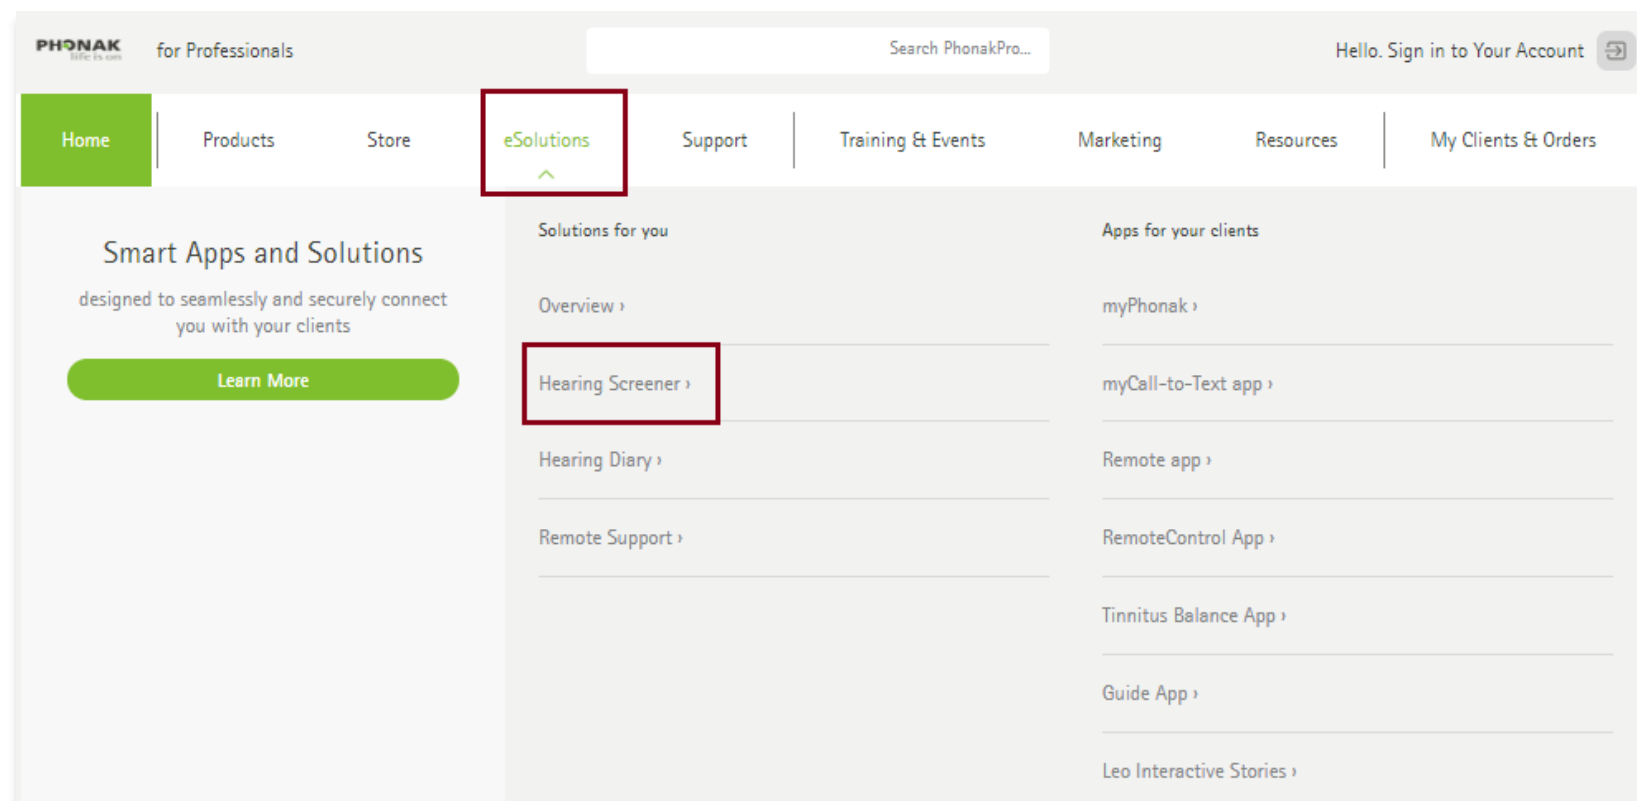 PHONAK
life is on
for Professionals
Search PhonakPro...
Hello. Sign in to Your Account
Home
Products
Store
eSolutions
Support
Training & Events
Marketing
Resources
My Clients & Orders
Smart Apps and Solutions
designed to seamlessly and securely connect
you with your clients
Learn More
Solutions for you
Overview ›
Hearing Screener ›
Hearing Diary ›
Remote Support ›
Apps for your clients
myPhonak ›
myCall-to-Text app ›
Remote app ›
RemoteControl App ›
Tinnitus Balance App ›
Guide App ›
Leo Interactive Stories ›